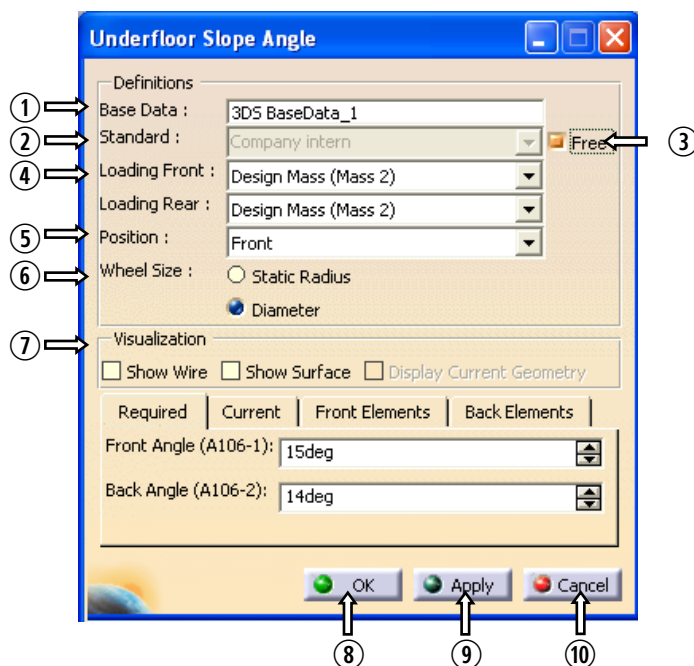 Underfloor Slope Angle
Definitions
① Base Data : 3DS BaseData_1
② Standard : Company intern Free ③
④ Loading Front : Design Mass (Mass 2)
Loading Rear : Design Mass (Mass 2)
⑤ Position : Front
⑥ Wheel Size : Static Radius
Diameter
⑦ Visualization
Show Wire Show Surface Display Current Geometry
Required Current Front Elements Back Elements
Front Angle (A106-1): 15deg
Back Angle (A106-2): 14deg
OK Apply Cancel
⑧ ⑨ ⑩